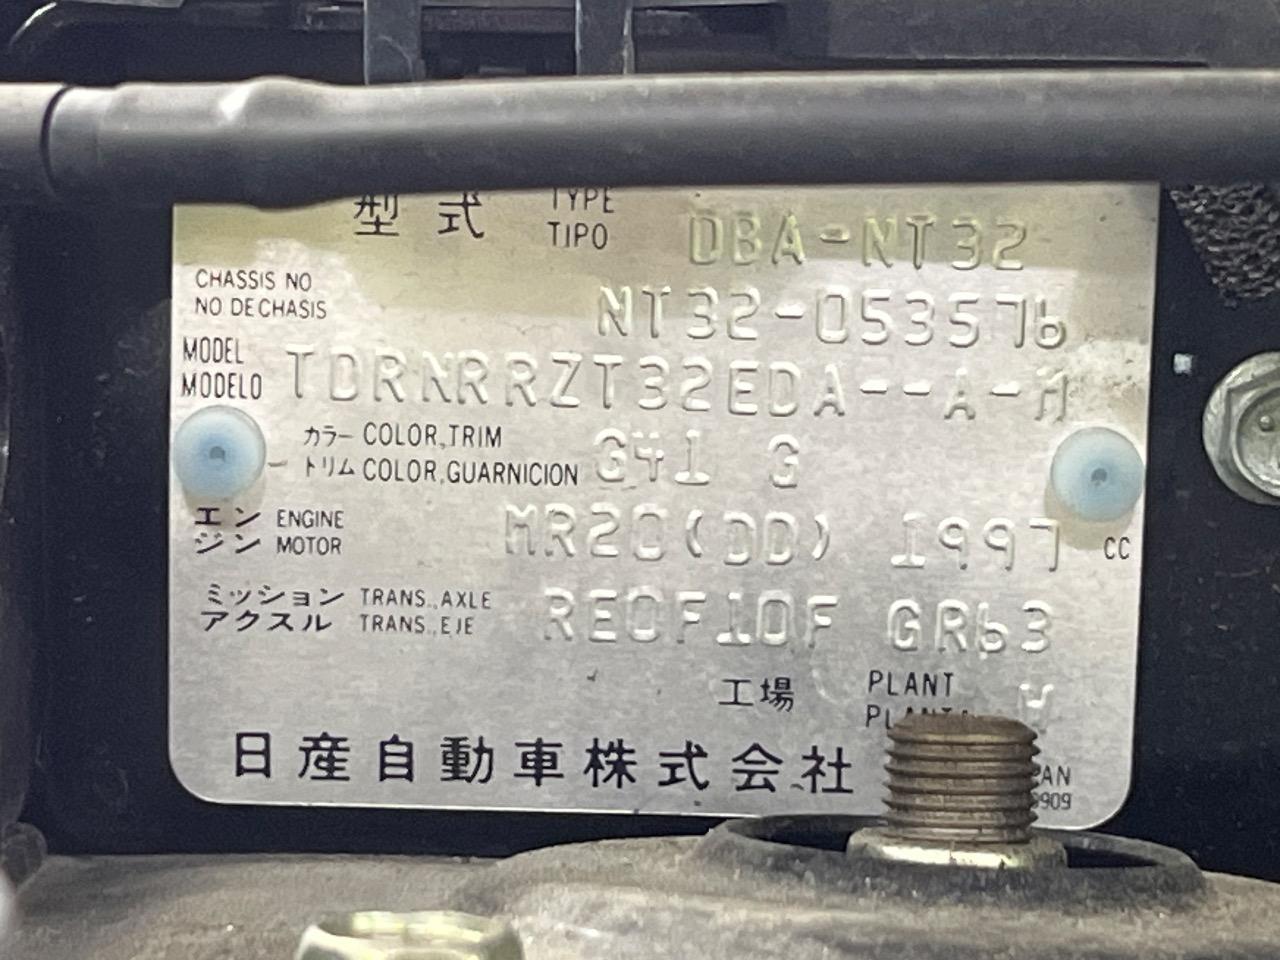 型式 TYPE
TIPO DBA-NT32
CHASSIS NO
NO DE CHASIS NT32-053576
MODEL
MODELO TDRNRRZT32EDA--A-M
カラー COLOR,TRIM
トリム COLOR,GUARNICION G41 G
エン ENGINE
ジン MOTOR MR20(DD) 1997 CC
ミッション TRANS.,AXLE
アクスル TRANS.,EJE RE0F10F GR63
工場 PLANT W
日産自動車株式会社